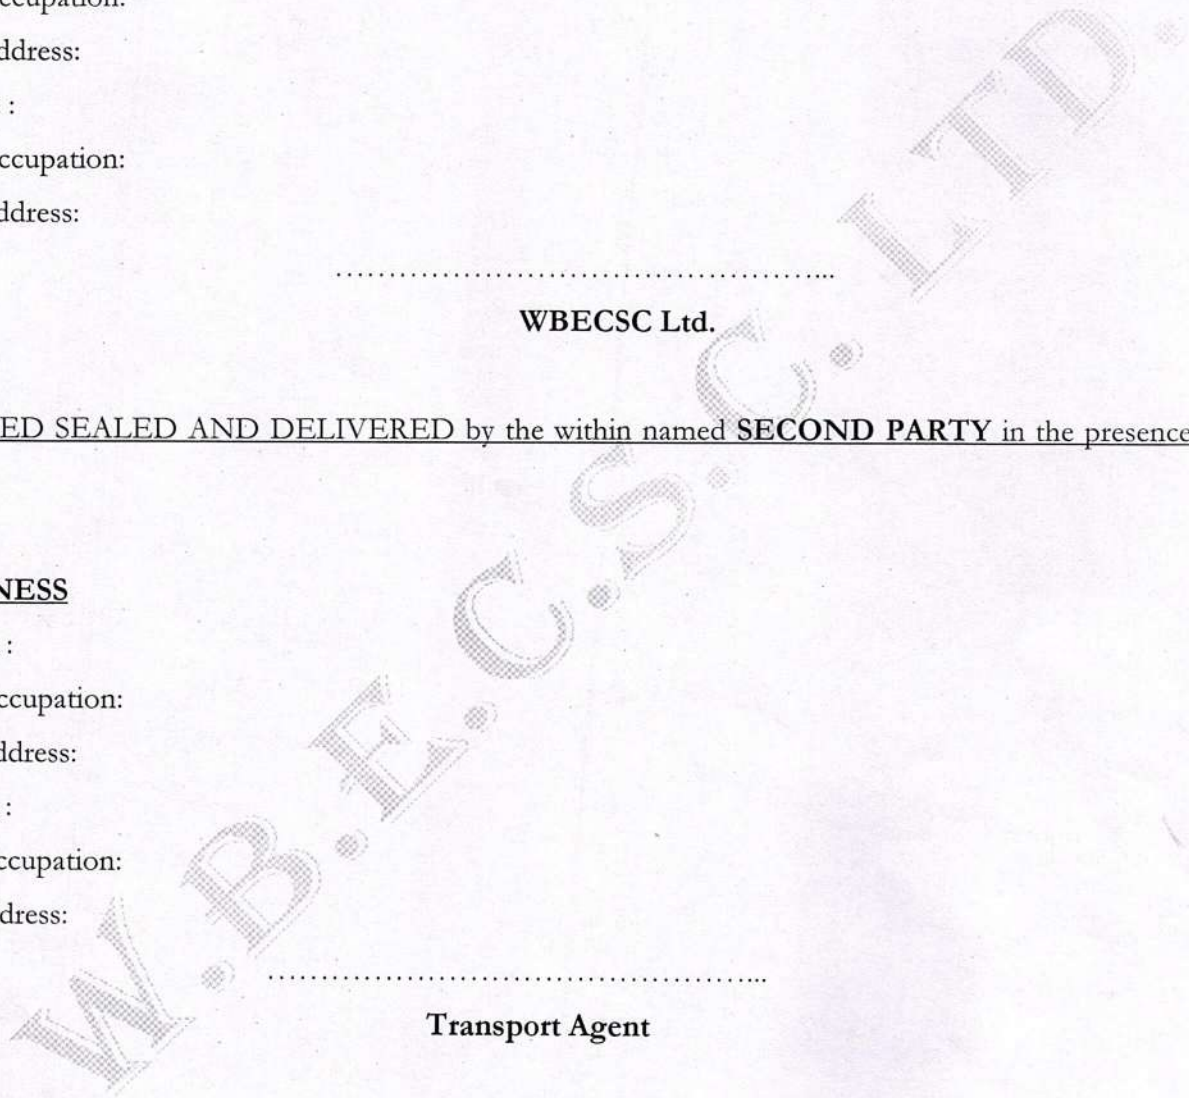 ccupation:
ddress:
:
ccupation:
ddress:
WBECSC Ltd.
ED SEALED AND DELIVERED by the within named SECOND PARTY in the presence
NESS
:
ccupation:
ddress:
:
ccupation:
dress:
Transport Agent
W.B.E.C.S.C. LTD.